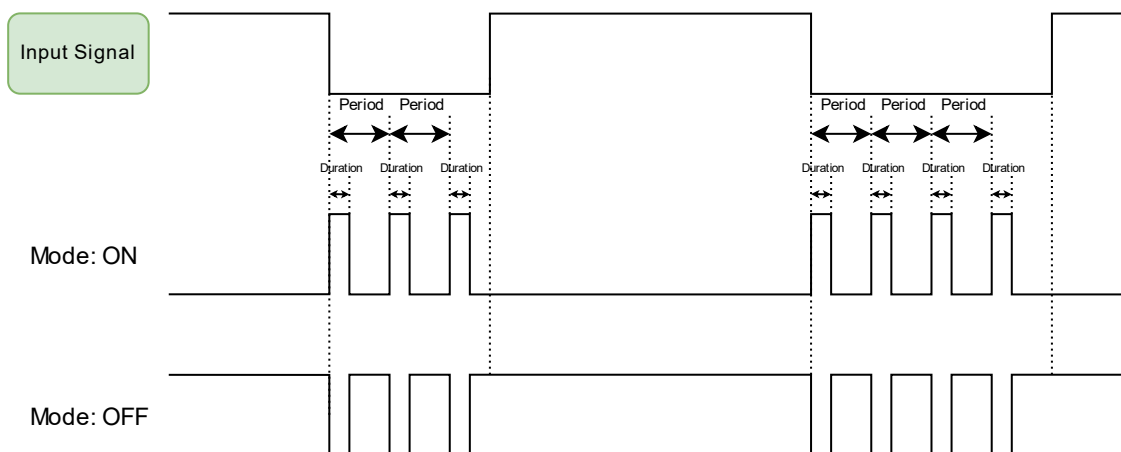 Input Signal
Period Period Period Period Period
Duration Duration Duration Duration Duration Duration Duration
Mode: ON
Mode: OFF